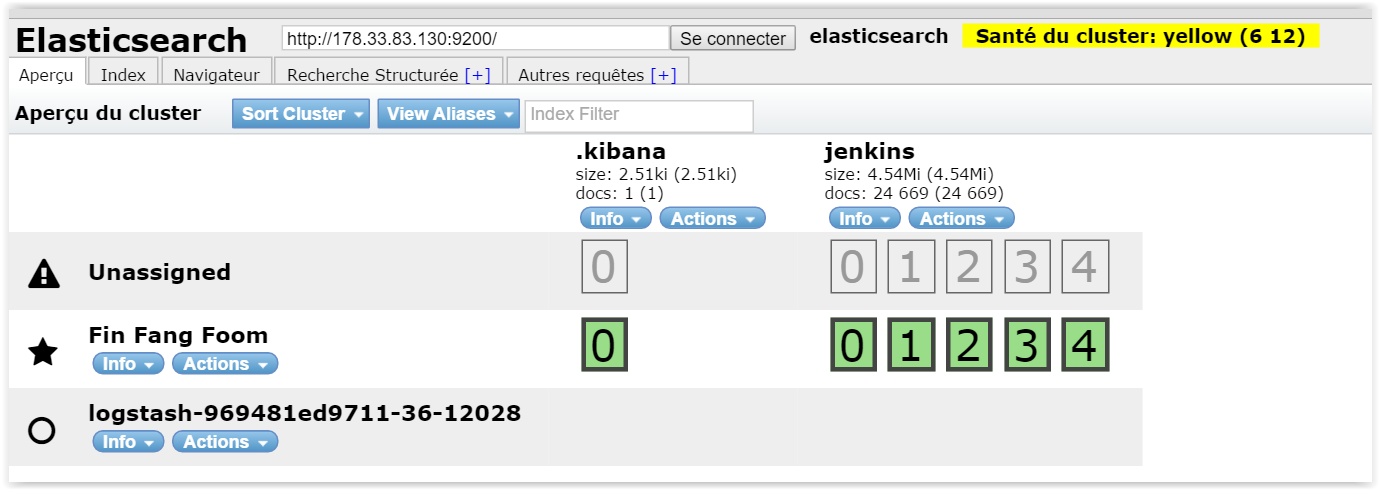 Elasticsearch http://178.33.83.130:9200/ Se connecter elasticsearch Santé du cluster: yellow (6 12)
Aperçu Index Navigateur Recherche Structurée [+] Autres requêtes [+]
Aperçu du cluster Sort Cluster View Aliases Index Filter
.kibana jenkins
size: 2.51ki (2.51ki) size: 4.54Mi (4.54Mi)
docs: 1 (1) docs: 24 669 (24 669)
Info Actions Info Actions
Unassigned 0 0 1 2 3 4
Fin Fang Foom 0 0 1 2 3 4
Info Actions
logstash-969481ed9711-36-12028
Info Actions